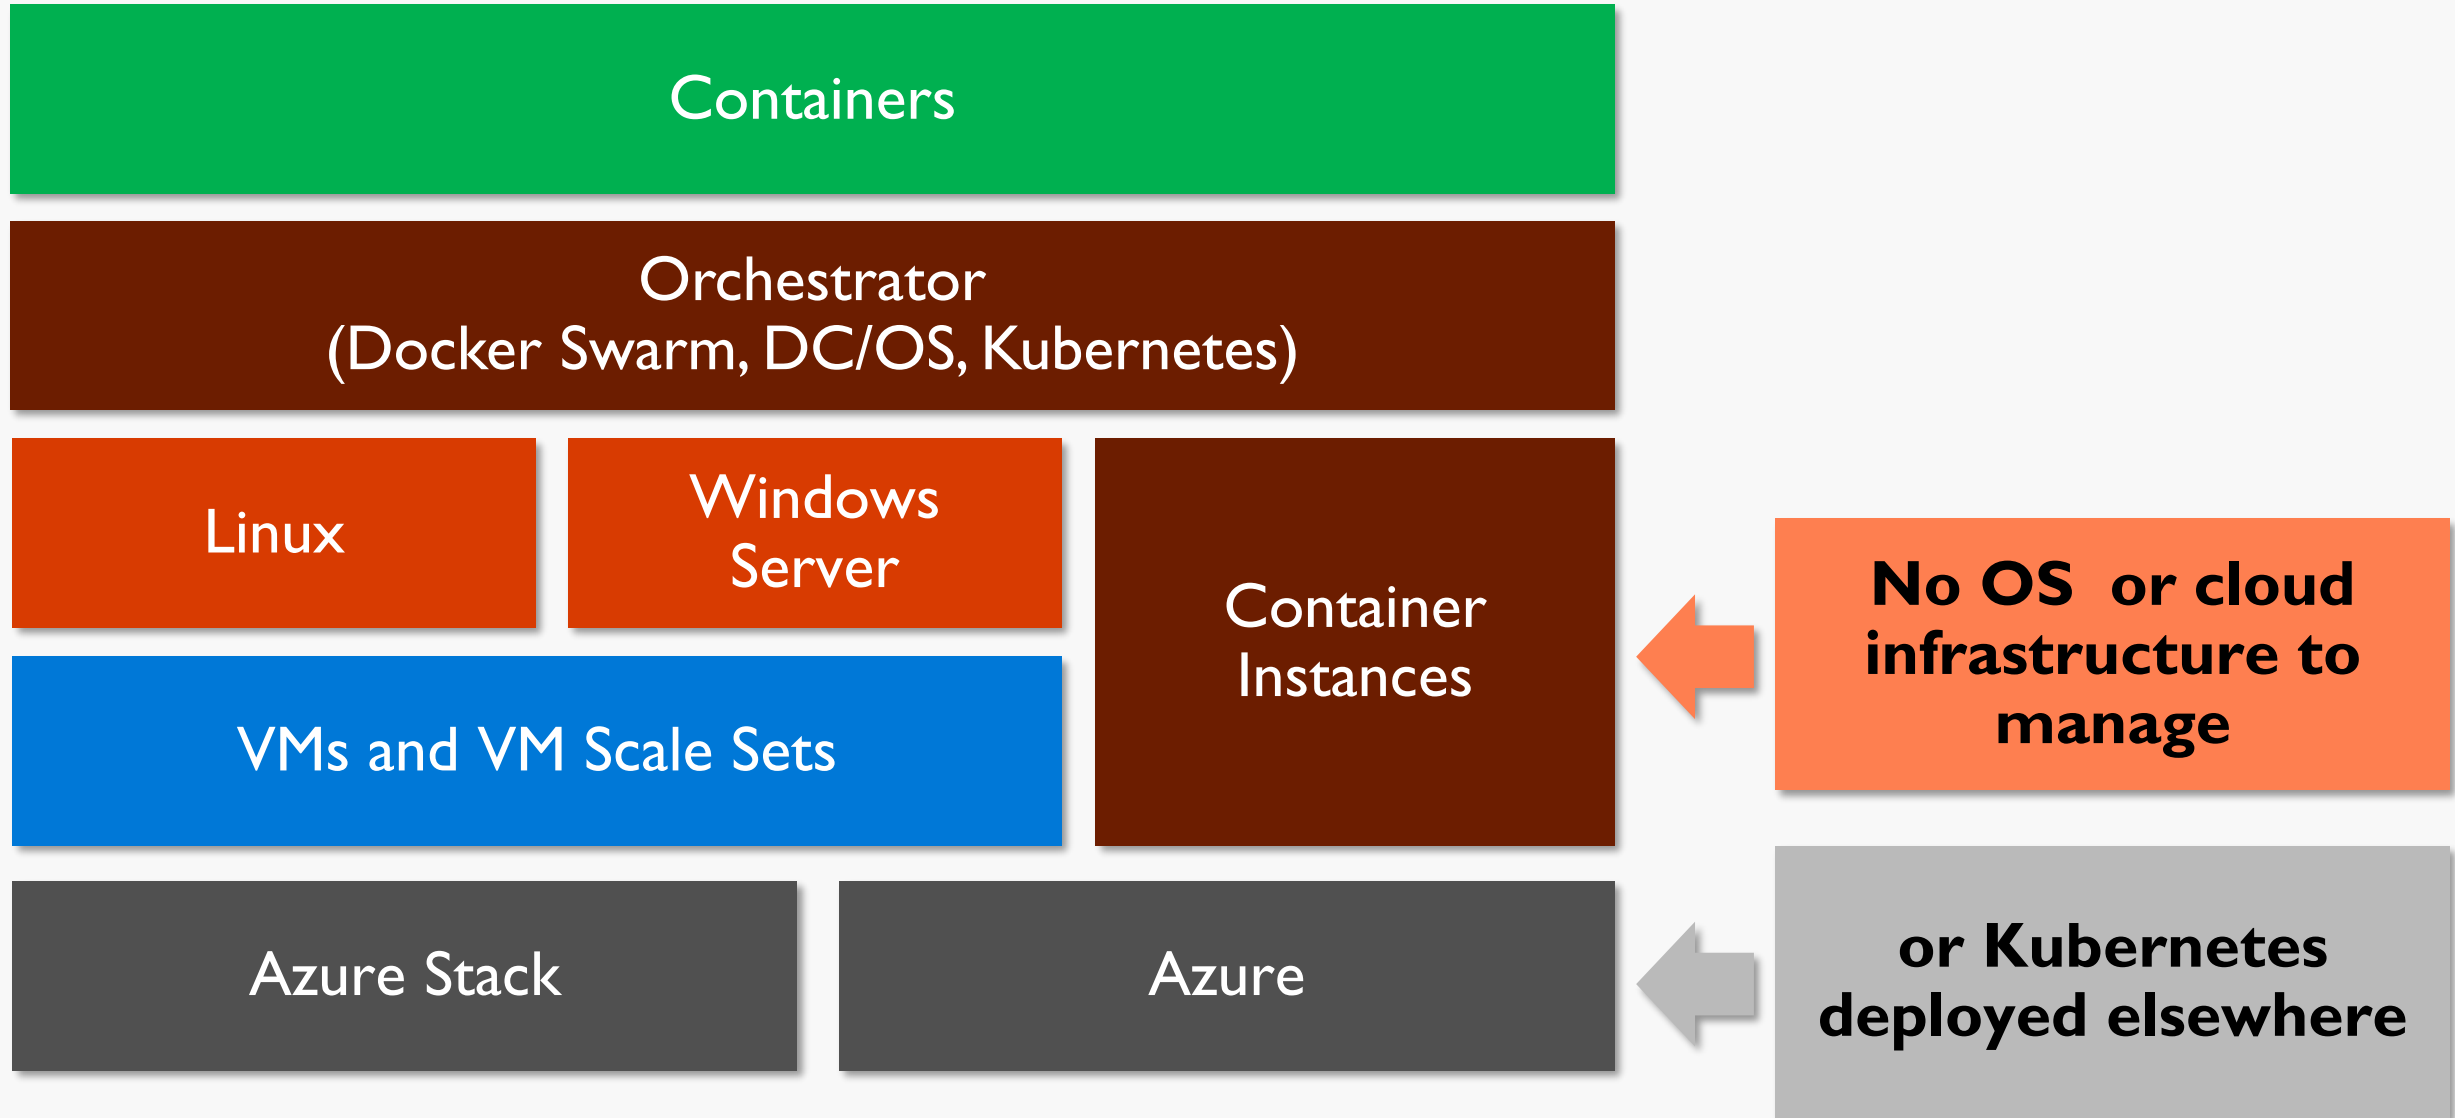 Containers
Orchestrator
(Docker Swarm, DC/OS, Kubernetes)
Linux
Windows
Server
Container
Instances
No OS  or cloud
infrastructure to
manage
VMs and VM Scale Sets
Azure Stack
Azure
or Kubernetes
deployed elsewhere